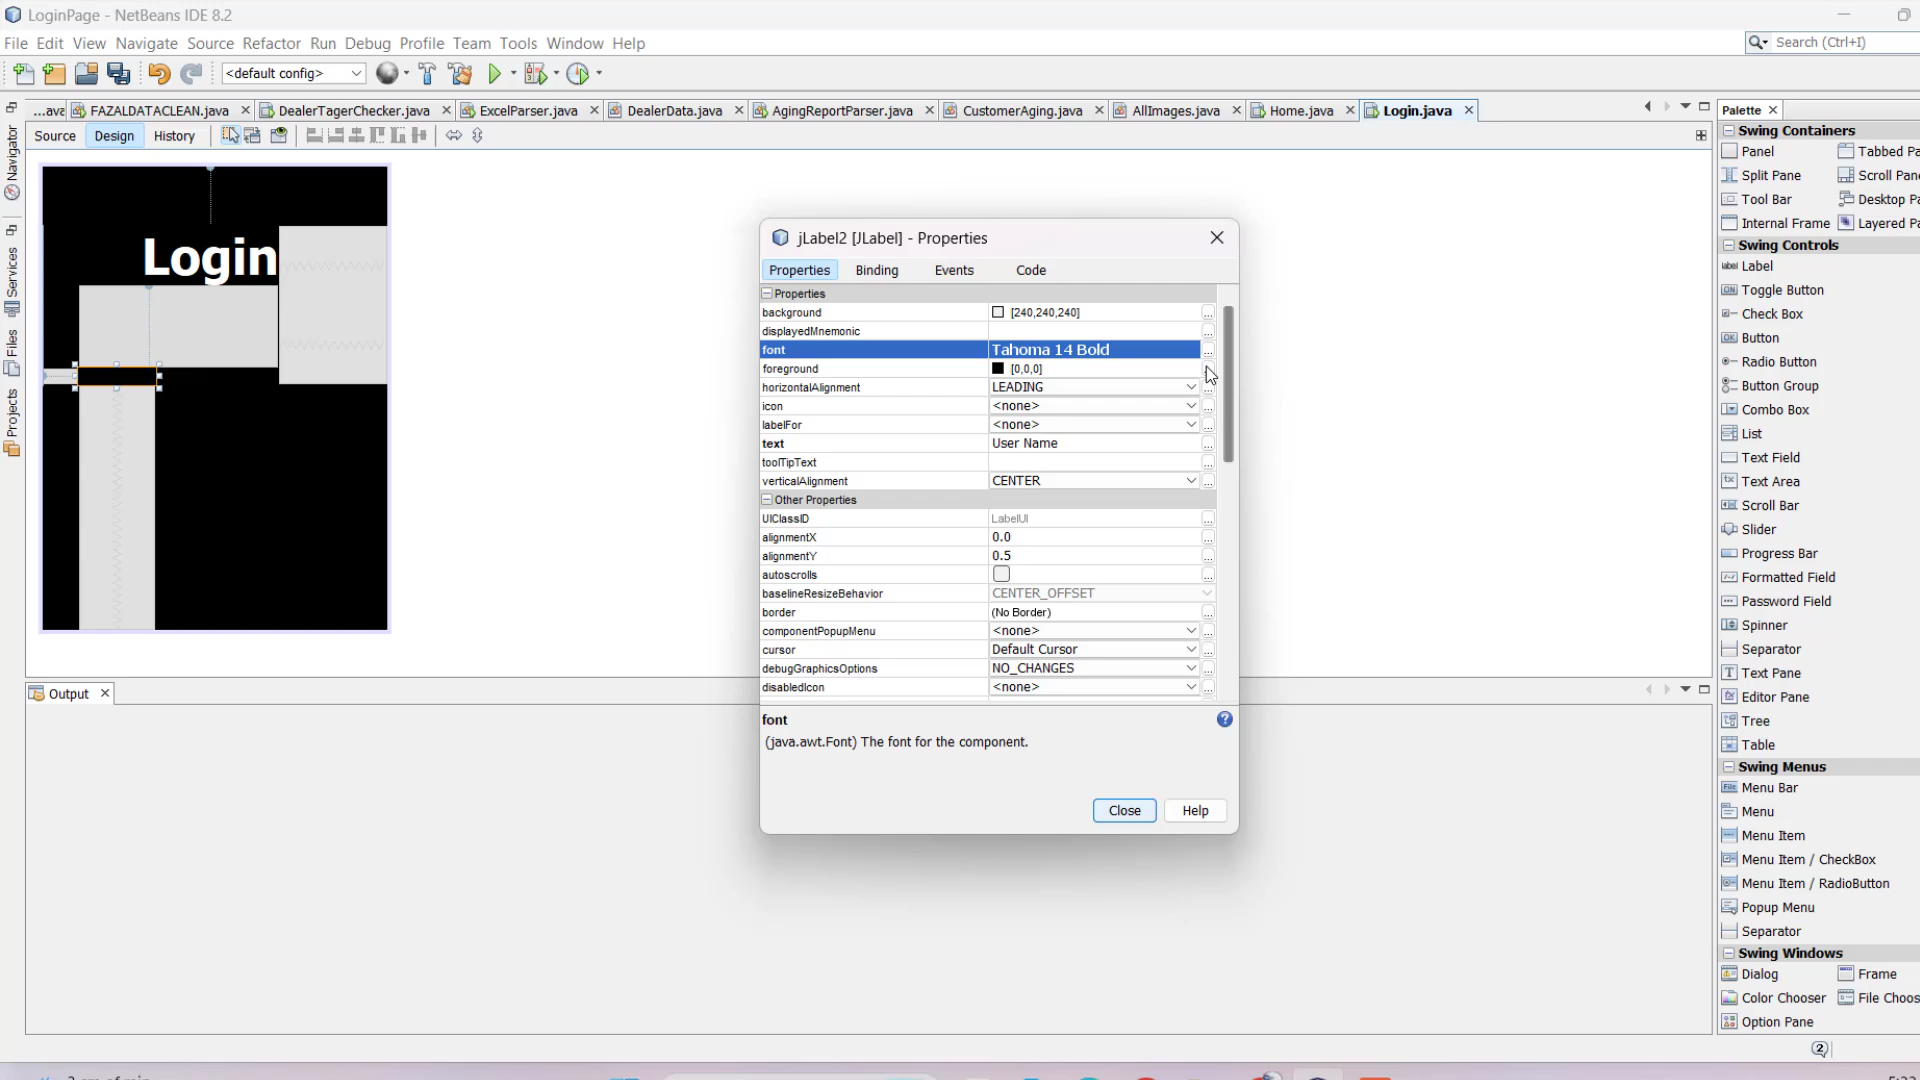 LoginPage - NetBeans IDE 8.2
File Edit View Navigate Source Refactor Run Debug Profile Team Tools Window Help
Search (Ctrl+I)
<default config>
...ava FAZALDATACLEAN.java DealerTagerChecker.java ExcelParser.java DealerData.java AgingReportParser.java CustomerAging.java AllImages.java Home.java Login.java
Palette
Source Design History
Navigator
Services
Files
Projects
Login
jLabel2 [JLabel] - Properties
Properties Binding Events Code
Properties
background [240,240,240] ...
displayedMnemonic ...
font Tahoma 14 Bold ...
foreground [0,0,0]
horizontalAlignment LEADING ...
icon <none> ...
labelFor <none> ...
text User Name ...
toolTipText ...
verticalAlignment CENTER ...
Other Properties
UIClassID LabelUI ...
alignmentX 0.0 ...
alignmentY 0.5 ...
autoscrolls ...
baselineResizeBehavior CENTER_OFFSET
border (No Border) ...
componentPopupMenu <none> ...
cursor Default Cursor ...
debugGraphicsOptions NO_CHANGES ...
disabledIcon <none> ...
font
(java.awt.Font) The font for the component.
Close Help
Output
Swing Containers
Panel Tabbed Pa
Split Pane Scroll Pane
Tool Bar Desktop Pa
Internal Frame Layered Pa
Swing Controls
label Label
Toggle Button
Check Box
Button
Radio Button
Button Group
Combo Box
List
Text Field
Text Area
Scroll Bar
Slider
Progress Bar
Formatted Field
Password Field
Spinner
Separator
Text Pane
Editor Pane
Tree
Table
Swing Menus
Menu Bar
Menu
Menu Item
Menu Item / CheckBox
Menu Item / RadioButton
Popup Menu
Separator
Swing Windows
Dialog Frame
Color Chooser File Choos
Option Pane
2